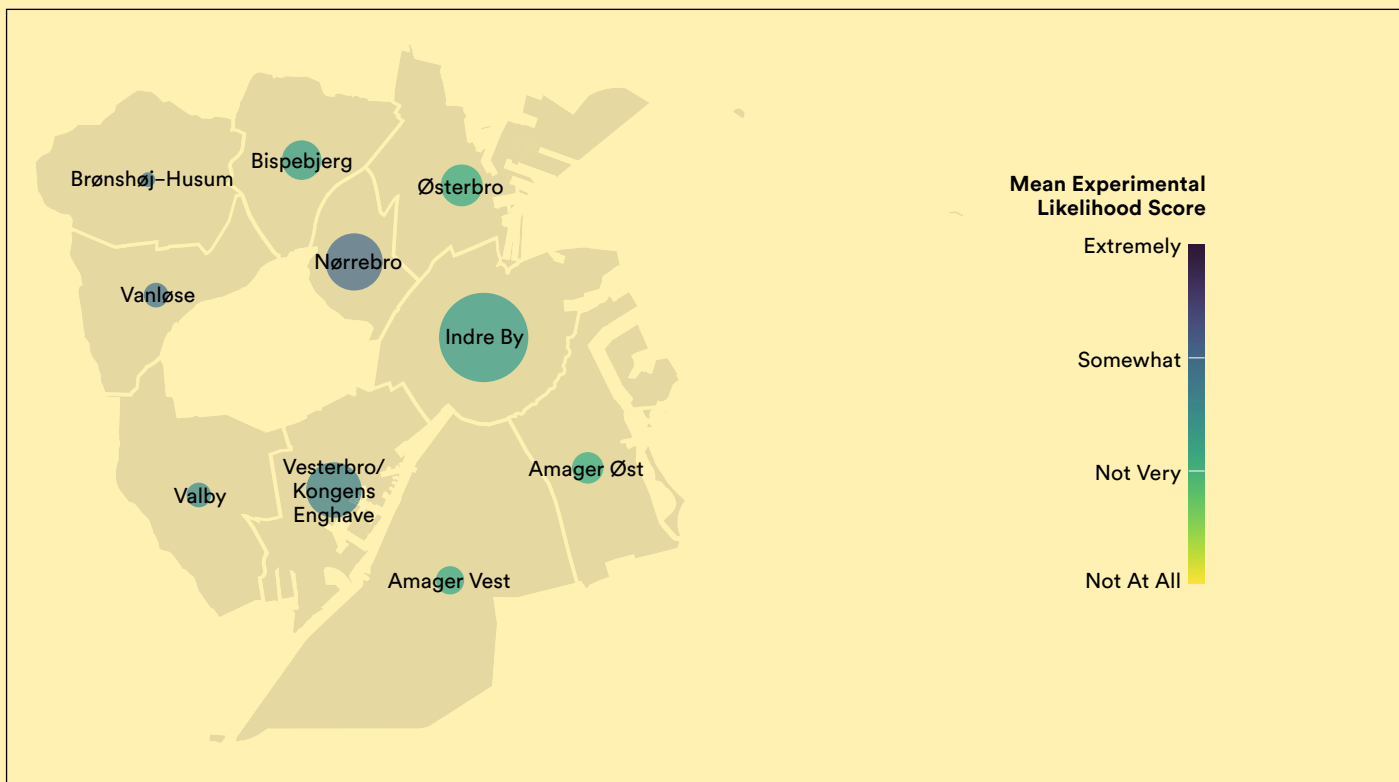 Bispebjerg
Brønshøj–Husum
Østerbro
Nørrebro
Vanløse
Indre By
Vesterbro/
Kongens
Enghave
Valby
Amager Øst
Amager Vest
Mean Experimental
Likelihood Score
Extremely
Somewhat
Not Very
Not At All